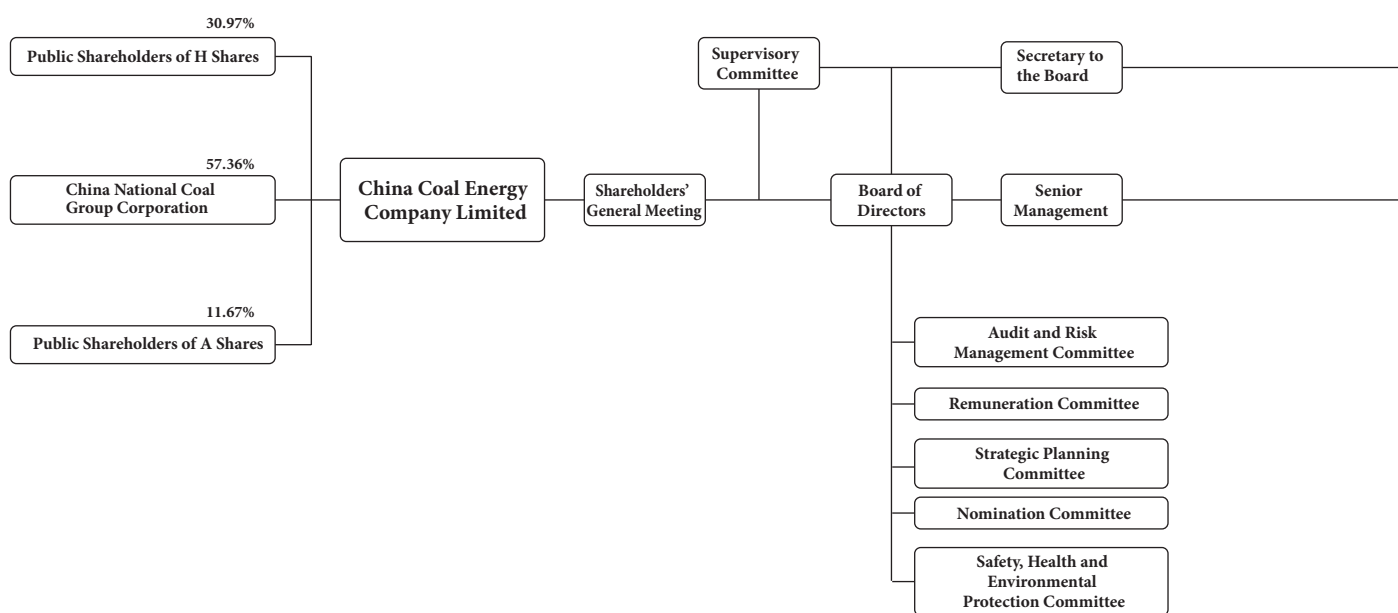 30.97%
Public Shareholders of H Shares
57.36%
China National Coal
Group Corporation
11.67%
Public Shareholders of A Shares
China Coal Energy
Company Limited
Shareholders’
General Meeting
Supervisory
Committee
Board of
Directors
Secretary to
the Board
Senior
Management
Audit and Risk
Management Committee
Remuneration Committee
Strategic Planning
Committee
Nomination Committee
Safety, Health and
Environmental
Protection Committee